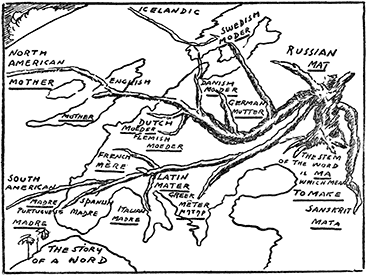 ICELANDIC
SWEDISH
MODER
RUSSIAN
MAT
NORTH
AMERICAN
MOTHER
ENGLISH
MOTHER
DANISH
MODER
GERMAN
MUTTER
DUTCH
MOEDER
FLEMISH
MOEDER
FRENCH
MÈRE
THE STEM
OF THE WORD
IS MA
WHICH MEANS
TO MAKE
SANSKRIT
MATA
SOUTH
AMERICAN
MADRE
PORTUGUESE
MADRE
SPANISH
MADRE
ITALIAN
MADRE
LATIN
MATER
GREEK
METER
THE STORY
OF A WORD